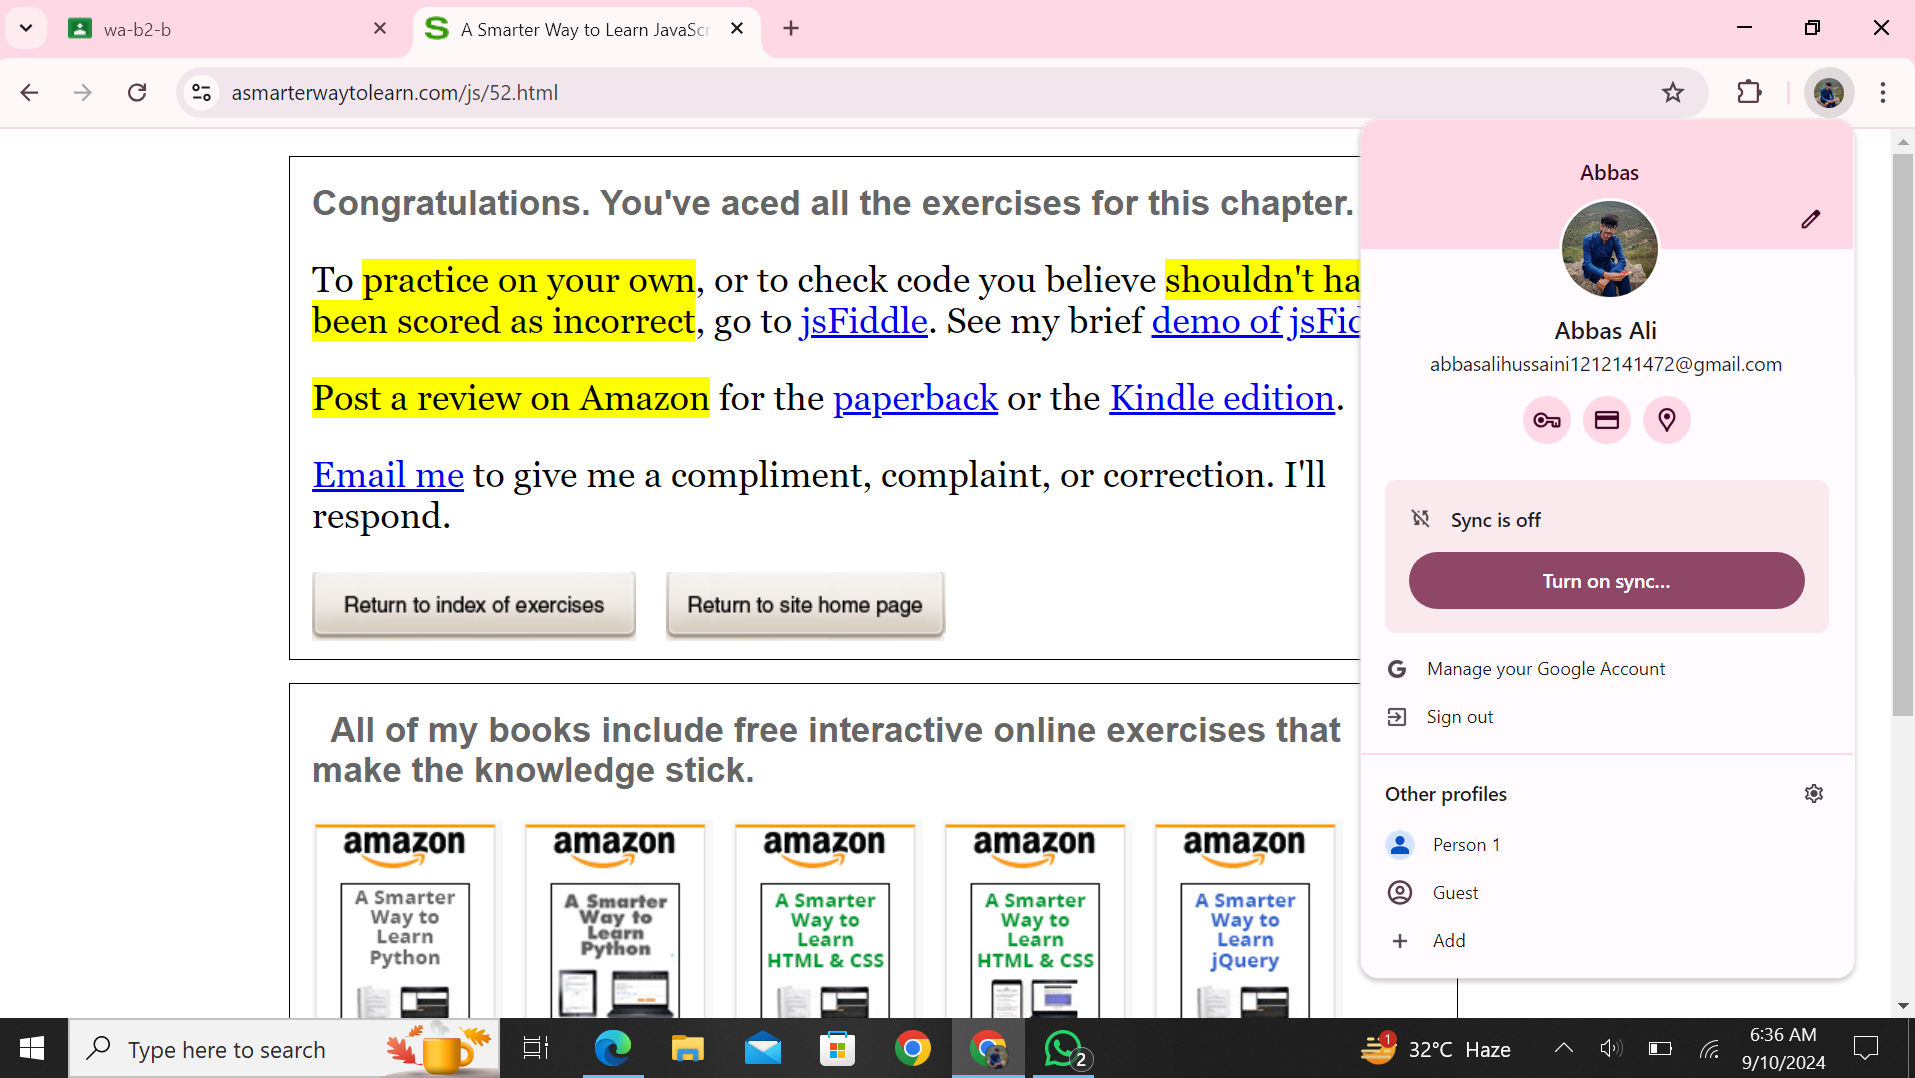 wa-b2-b
A Smarter Way to Learn JavaScr
asmarterwaytolearn.com/js/52.html
Congratulations. You've aced all the exercises for this chapter.
To practice on your own, or to check code you believe shouldn't ha
been scored as incorrect, go to jsFiddle. See my brief demo of jsFid
Post a review on Amazon for the paperback or the Kindle edition.
Email me to give me a compliment, complaint, or correction. I'll
respond.
Return to index of exercises
Return to site home page
All of my books include free interactive online exercises that
make the knowledge stick.
amazon
A Smarter
Way to
Learn
Python
amazon
A Smarter
Way to
Learn
Python
amazon
A Smarter
Way to
Learn
HTML & CSS
amazon
A Smarter
Way to
Learn
HTML & CSS
amazon
A Smarter
Way to
Learn
jQuery
Abbas
Abbas Ali
abbasalihussaini1212141472@gmail.com
Sync is off
Turn on sync...
Manage your Google Account
Sign out
Other profiles
Person 1
Guest
Add
Type here to search
2
1
32°C Haze
6:36 AM
9/10/2024